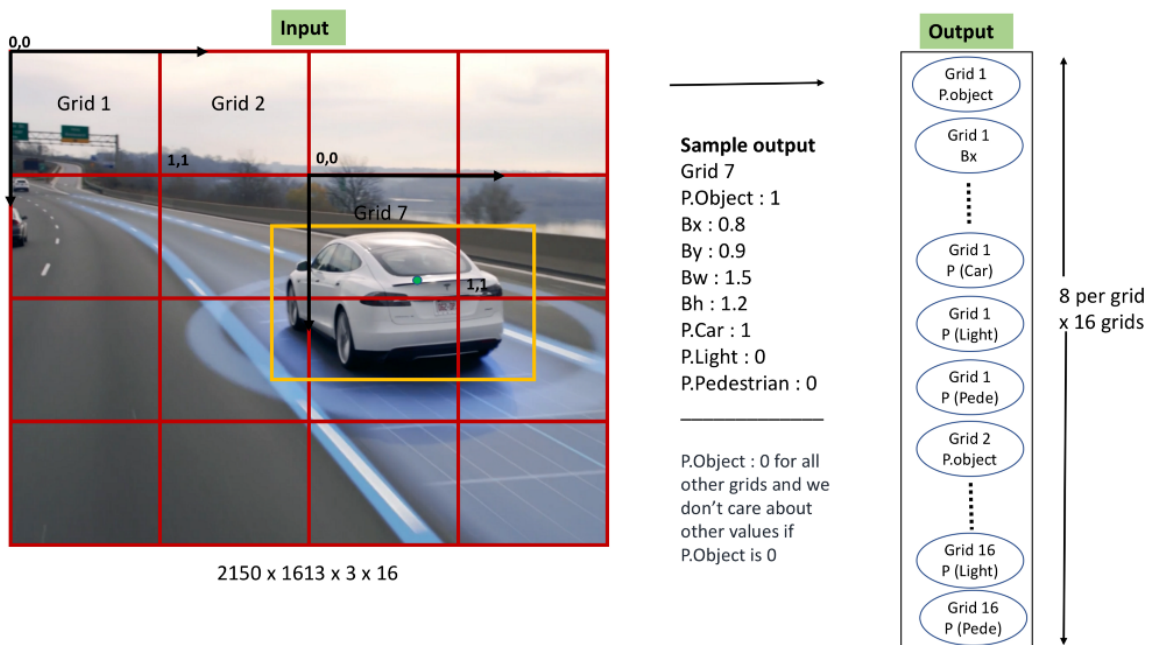 Input
0,0
Grid 1
Grid 2
1,1
0,0
Grid 7
1,1
2150 x 1613 x 3 x 16
Sample output
Grid 7
P.Object : 1
Bx : 0.8
By : 0.9
Bw : 1.5
Bh : 1.2
P.Car : 1
P.Light : 0
P.Pedestrian : 0
P.Object : 0 for all
other grids and we
don't care about
other values if
P.Object is 0
Output
Grid 1
P.object
Grid 1
Bx
Grid 1
P (Car)
Grid 1
P (Light)
Grid 1
P (Pede)
Grid 2
P.object
Grid 16
P (Light)
Grid 16
P (Pede)
8 per grid
x 16 grids